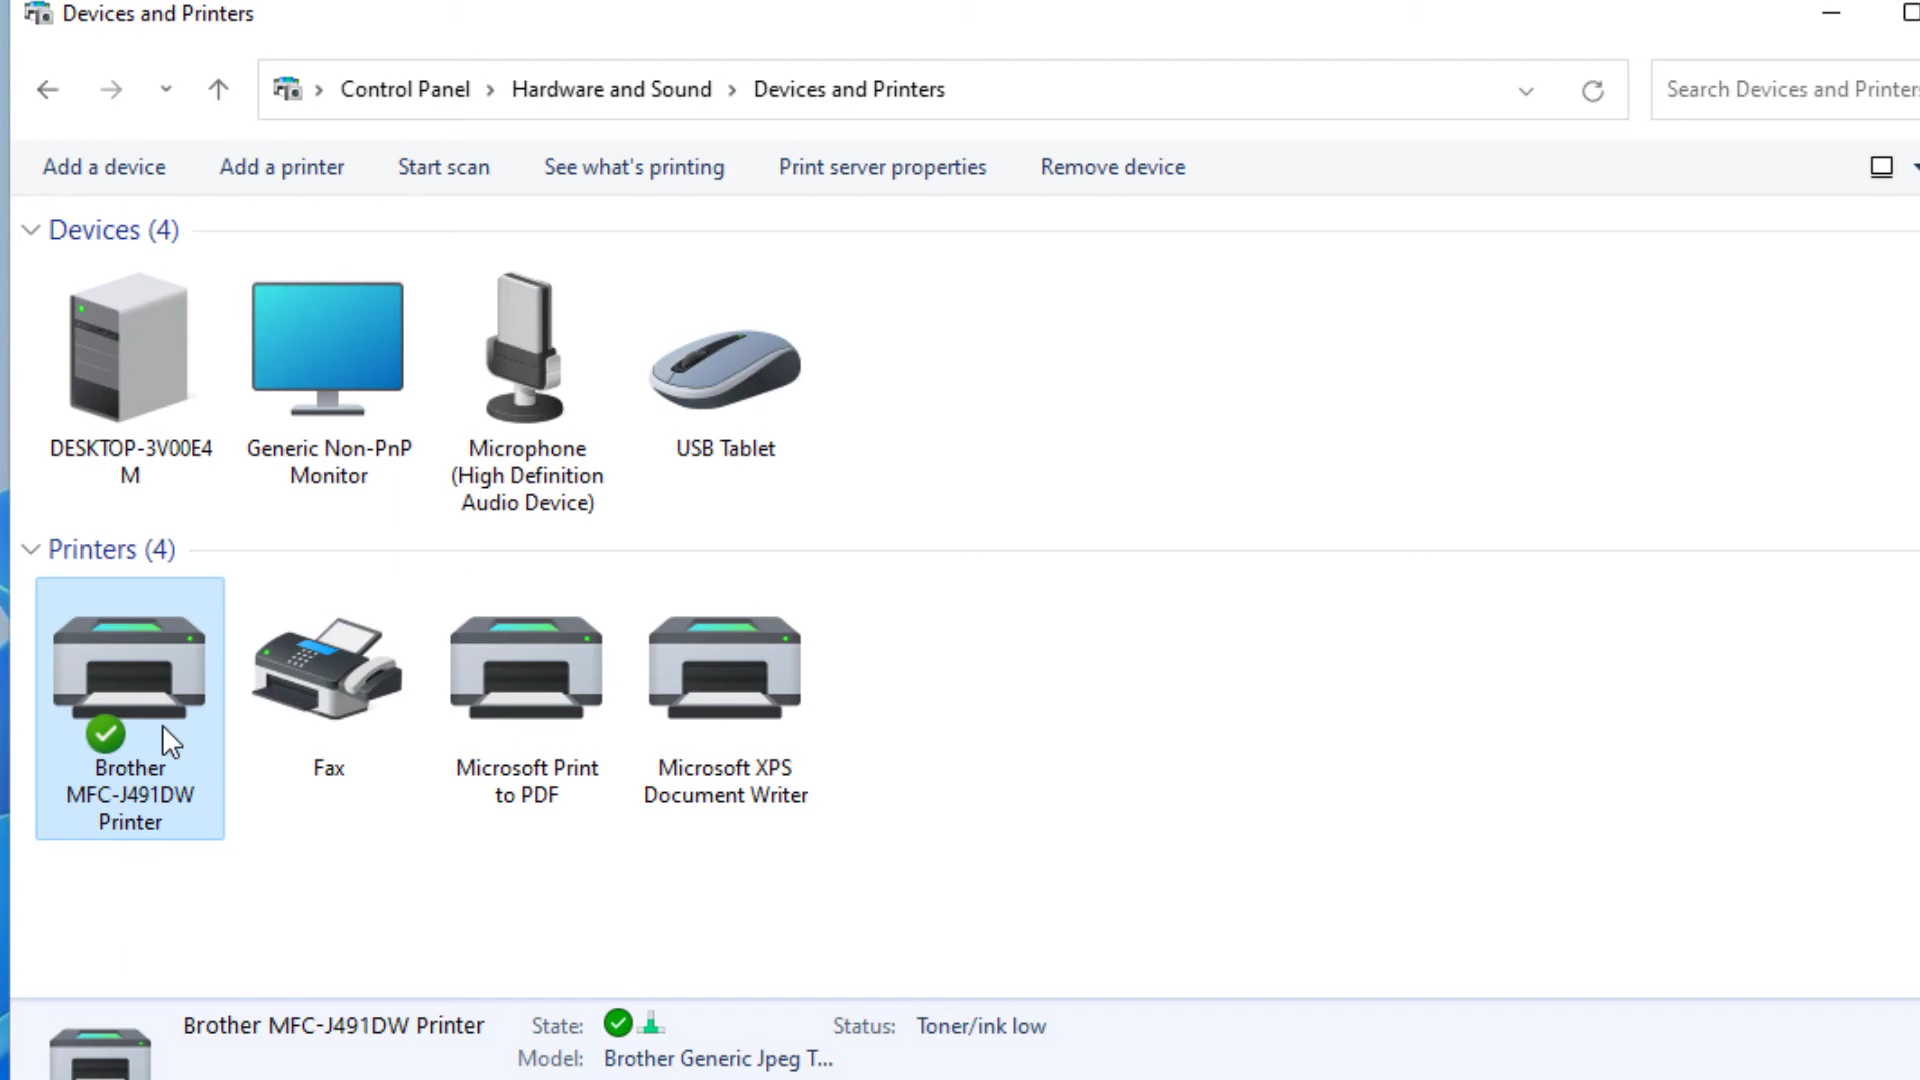 Devices and Printers
Control Panel > Hardware and Sound > Devices and Printers
Search Devices and Printers
Add a device Add a printer Start scan See what's printing Print server properties Remove device
Devices (4)
DESKTOP-3V00E4
M
Generic Non-PnP
Monitor
Microphone
(High Definition
Audio Device)
USB Tablet
Printers (4)
Brother
MFC-J491DW
Printer
Fax
Microsoft Print
to PDF
Microsoft XPS
Document Writer
Brother MFC-J491DW Printer State: Status: Toner/ink low
Model: Brother Generic Jpeg T...